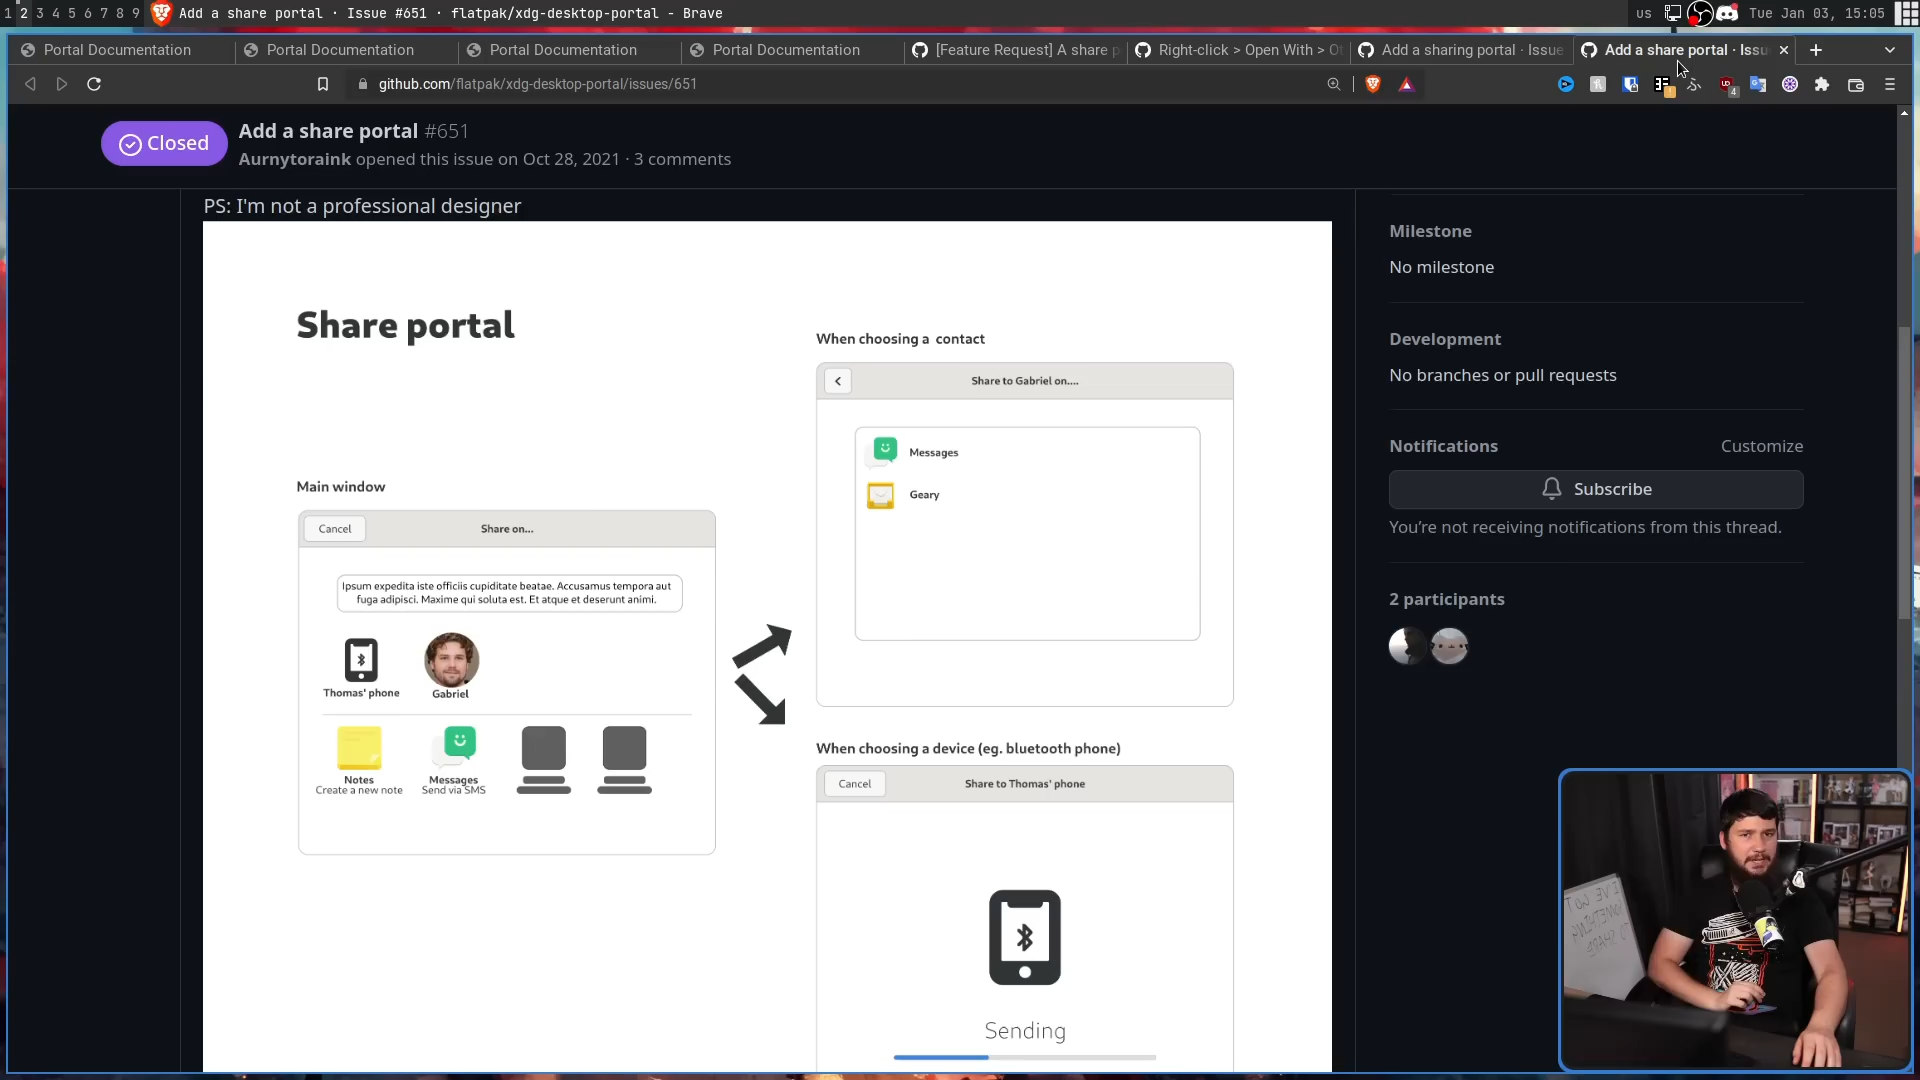 1 2 3 4 5 6 7 8 9 Add a share portal · Issue #651 · flatpak/xdg-desktop-portal - Brave
us Tue Jan 03, 15:05
Portal Documentation
Portal Documentation
Portal Documentation
Portal Documentation
[Feature Request] A share p
Right-click > Open With > O
Add a sharing portal · Issue
Add a share portal · Issu
github.com/flatpak/xdg-desktop-portal/issues/651
4
Closed
Add a share portal #651
Aurnytoraink opened this issue on Oct 28, 2021 · 3 comments
PS: I'm not a professional designer
Share portal
Main window
Cancel
Share on...
Ipsum expedita iste officiis cupiditate beatae. Accusamus tempora aut
fuga adipisci. Maxime qui soluta est. Et atque et deserunt animi.
Thomas' phone
Gabriel
Notes
Create a new note
Messages
Send via SMS
When choosing a contact
Share to Gabriel on....
Messages
Geary
When choosing a device (eg. bluetooth phone)
Cancel
Share to Thomas' phone
Sending
Milestone
No milestone
Development
No branches or pull requests
Notifications
Customize
Subscribe
You're not receiving notifications from this thread.
2 participants